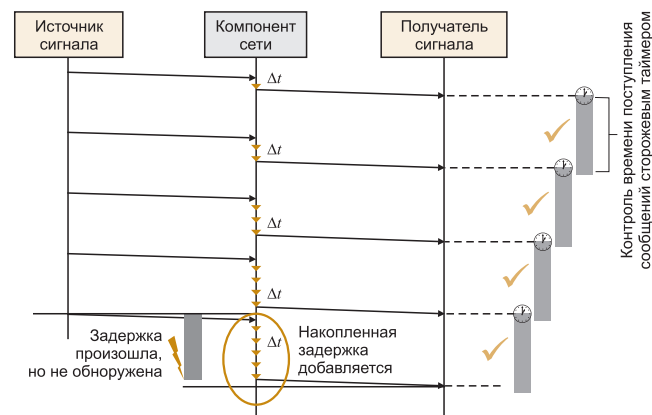 Источник
сигнала
Компонент
сети
Получатель
сигнала
Δt
Δt
Δt
Δt
Δt
Контроль времени поступления
сообщений сторожевым таймером
Задержка
произошла,
но не обноружена
Накопленная
задержка
добавляется